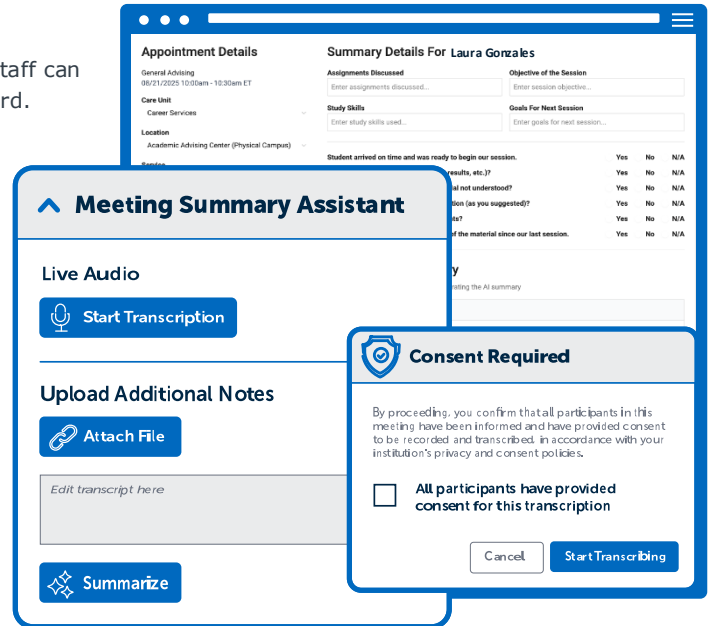 taff can
rd.
Appointment Details
General Advising
08/21/2025 10:00am - 10:30am ET
Care Unit
Career Services
Location
Academic Advising Center (Physical Campus)
Service
Summary Details For Laura Gonzales
Assignments Discussed
Objective of the Session
Enter assignments discussed...
Enter session objective...
Study Skills
Goals For Next Session
Enter study skills used...
Enter goals for next session...
Student arrived on time and was ready to begin our session. Yes No N/A
results, etc.)? Yes No N/A
ial not understood? Yes No N/A
tion (as you suggested)? Yes No N/A
ts? Yes No N/A
of the material since our last session. Yes No N/A
y
rating the AI summary
Meeting Summary Assistant
Live Audio
Start Transcription
Upload Additional Notes
Attach File
Edit transcript here
Summarize
Consent Required
By proceeding, you confirm that all participants in this
meeting have been informed and have provided consent
to be recorded and transcribed, in accordance with your
institution's privacy and consent policies.
All participants have provided
consent for this transcription
Cancel
Start Transcribing